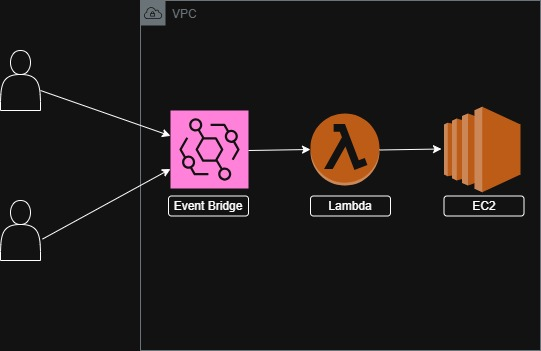 VPC
Event Bridge
Lambda
EC2